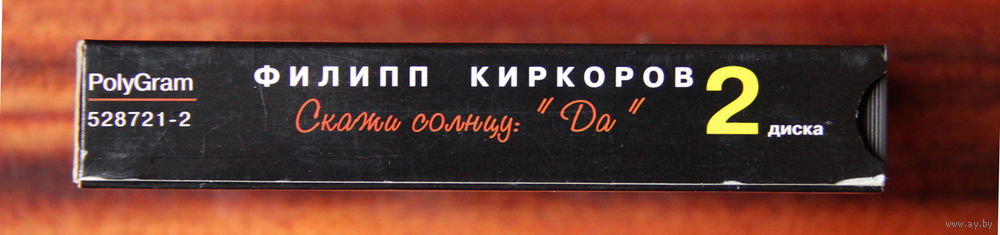 PolyGram
528721-2
ФИЛИПП КИРКОРОВ
Скажи солнцу: "Да"
2 диска
www.ay.by